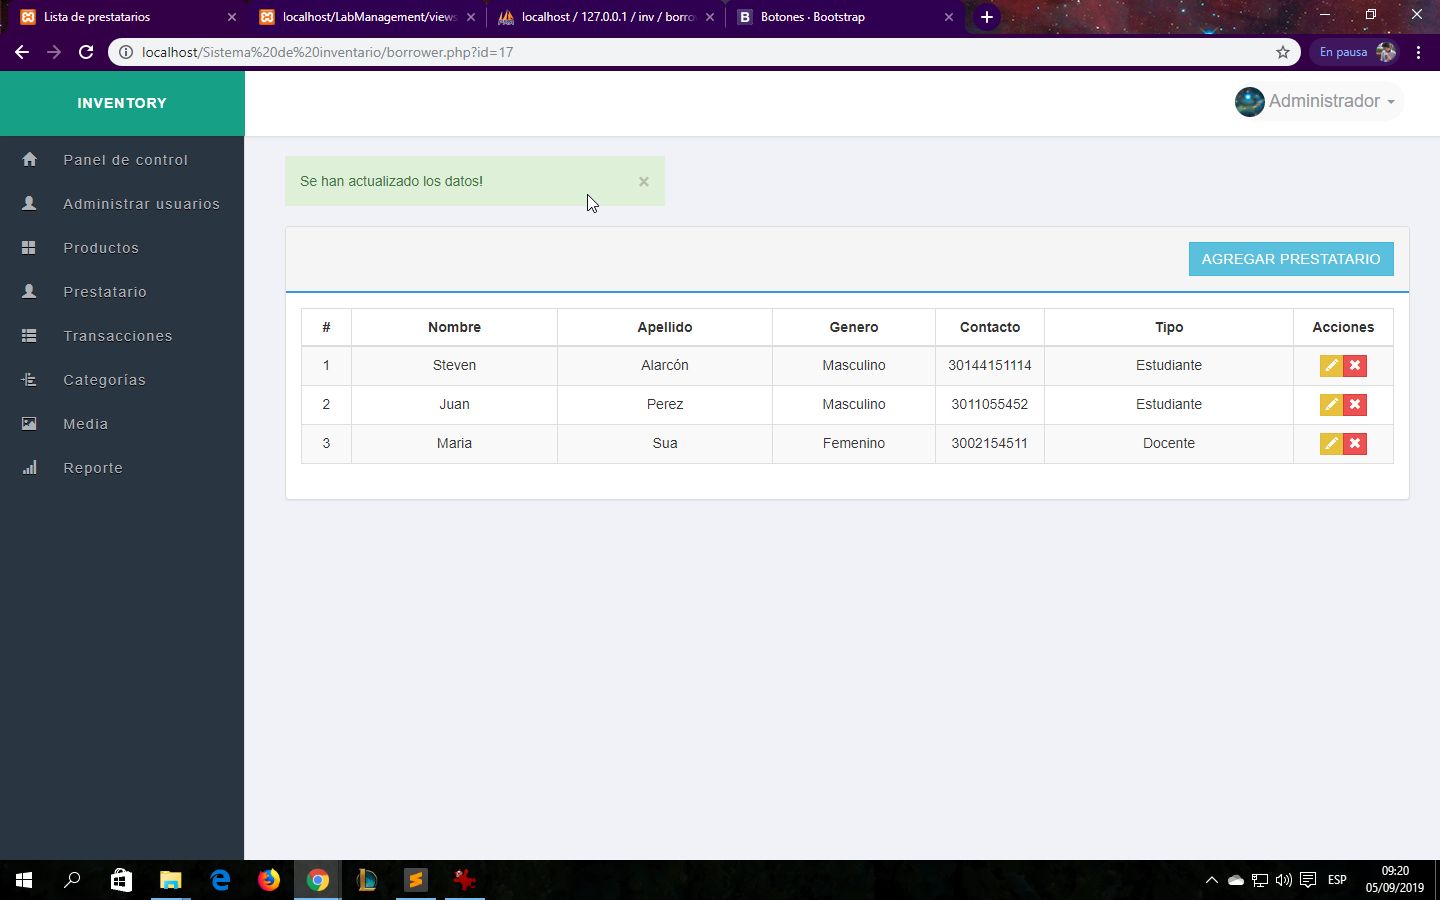 Lista de prestatarios
localhost/LabManagement/views
localhost / 127.0.0.1 / inv / borro
Botones · Bootstrap
localhost/Sistema%20de%20inventario/borrower.php?id=17
En pausa
INVENTORY
Administrador
Panel de control
Administrar usuarios
Productos
Prestatario
Transacciones
Categorías
Media
Reporte
Se han actualizado los datos!
AGREGAR PRESTATARIO
# Nombre Apellido Genero Contacto Tipo Acciones
1 Steven Alarcón Masculino 30144151114 Estudiante
2 Juan Perez Masculino 3011055452 Estudiante
3 Maria Sua Femenino 3002154511 Docente
ESP
09:20
05/09/2019